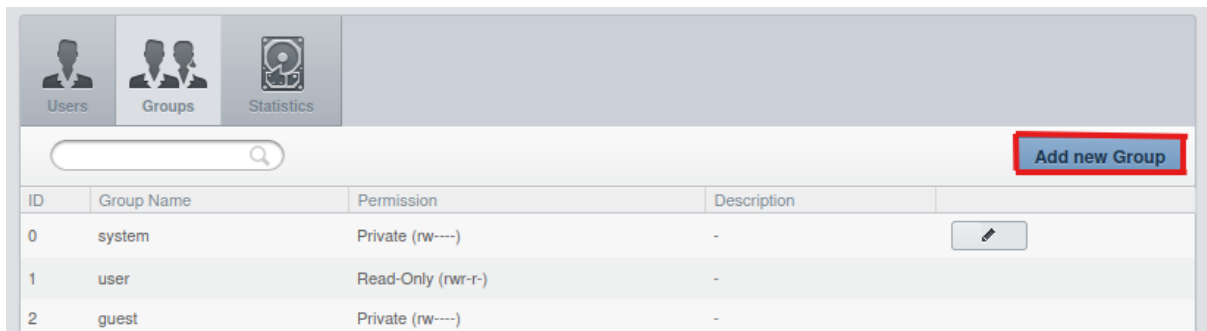 Users Groups Statistics
Add new Group
ID Group Name Permission Description
0 system Private (rw----) -
1 user Read-Only (rwr-r-) -
2 guest Private (rw----) -